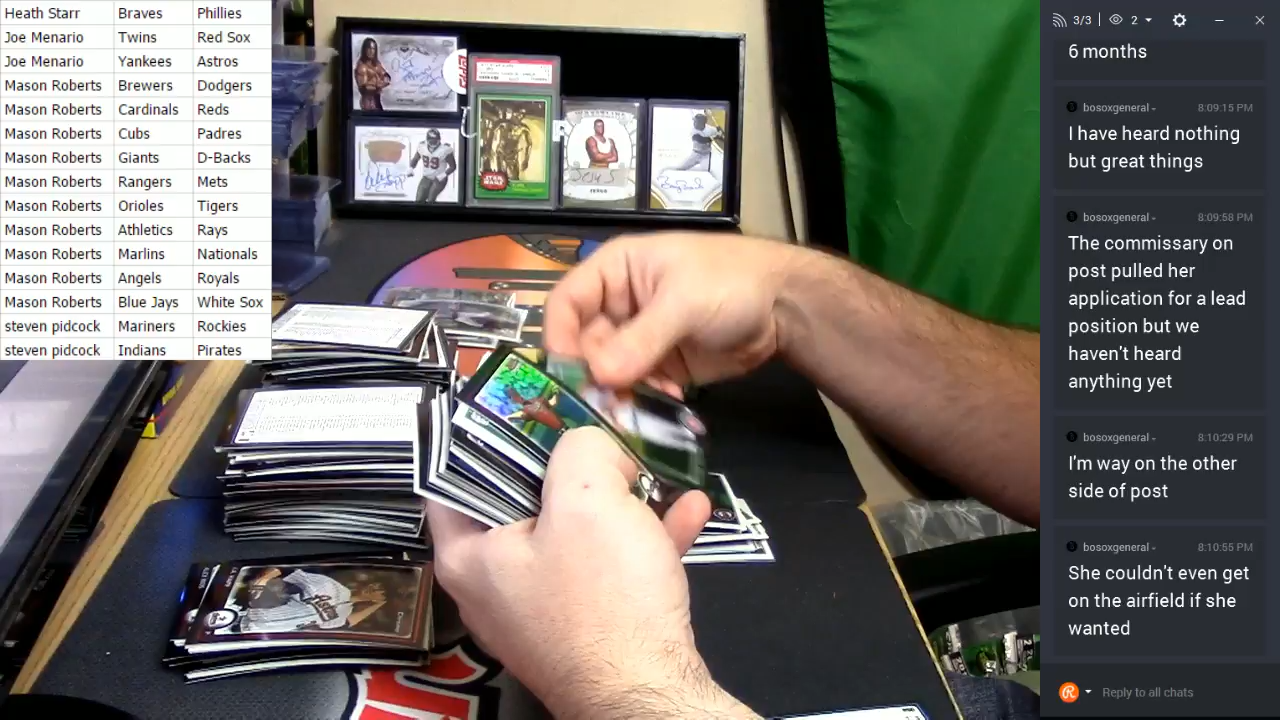 Heath Starr Braves Phillies
Joe Menario Twins Red Sox
Joe Menario Yankees Astros
Mason Roberts Brewers Dodgers
Mason Roberts Cardinals Reds
Mason Roberts Cubs Padres
Mason Roberts Giants D-Backs
Mason Roberts Rangers Mets
Mason Roberts Orioles Tigers
Mason Roberts Athletics Rays
Mason Roberts Marlins Nationals
Mason Roberts Angels Royals
Mason Roberts Blue Jays White Sox
steven pidcock Mariners Rockies
steven pidcock Indians Pirates
STAR
WARS
99
3/3 | 2
6 months
bosoxgeneral 8:09:15 PM
I have heard nothing
but great things
bosoxgeneral 8:09:58 PM
The commissary on
post pulled her
application for a lead
position but we
haven't heard
anything yet
bosoxgeneral 8:10:29 PM
I'm way on the other
side of post
bosoxgeneral 8:10:55 PM
She couldn't even get
on the airfield if she
wanted
Reply to all chats